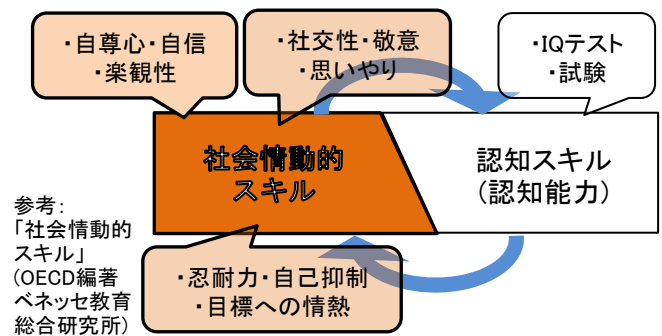 ・自尊心・自信
・楽観性
・社交性・敬意
・思いやり
・IQテスト
・試験
社会情動的
スキル
認知スキル
(認知能力)
参考:
「社会情動的
スキル」
(OECD編著
ベネッセ教育
総合研究所)
・忍耐力・自己抑制
・目標への情熱